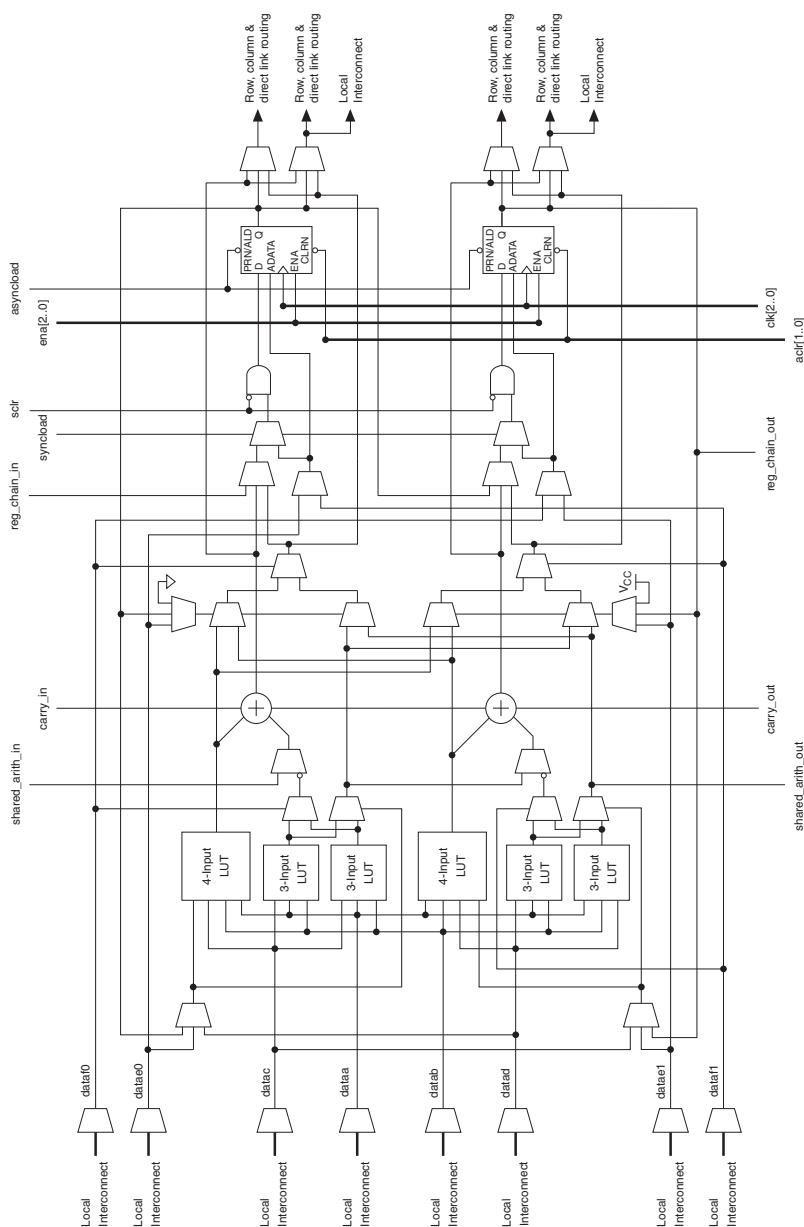 Row, column &
direct link routing
Row, column &
direct link routing
Local
Interconnect
Row, column &
direct link routing
Row, column &
direct link routing
Local
Interconnect
PRN/ALD
D
Q
ADATA
ENA
CLRN
PRN/ALD
D
Q
ADATA
ENA
CLRN
asyncload
ena[2..0]
sclr
syncload
reg_chain_in
carry_in
shared_arith_in
clk[2..0]
aclr[1..0]
reg_chain_out
carry_out
shared_arith_out
VCC
+
+
4-Input
LUT
3-Input
LUT
3-Input
LUT
4-Input
LUT
3-Input
LUT
3-Input
LUT
dataf0
datae0
datac
dataa
datab
datad
datae1
dataf1
Local
Interconnect
Local
Interconnect
Local
Interconnect
Local
Interconnect
Local
Interconnect
Local
Interconnect
Local
Interconnect
Local
Interconnect